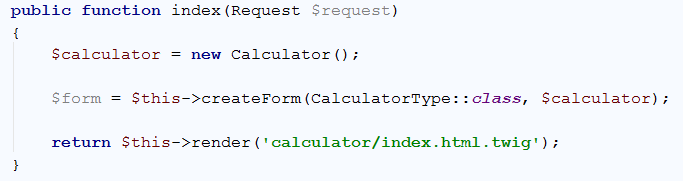 public function index(Request $request)
{
    $calculator = new Calculator();

    $form = $this->createForm(CalculatorType::class, $calculator);

    return $this->render('calculator/index.html.twig');
}